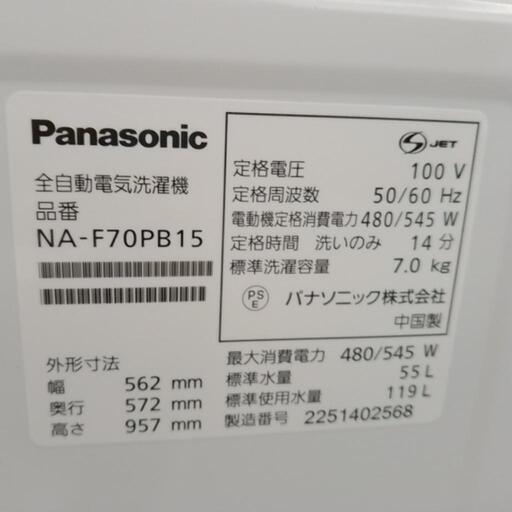 Panasonic
全自動電気洗濯機
品番
NA-F70PB15
外形寸法
幅 562 mm
奥行 572 mm
高さ 957 mm
S JET
定格電圧 100 V
定格周波数 50/60 Hz
電動機定格消費電力 480/545 W
定格時間 洗いのみ 14 分
標準洗濯容量 7.0 kg
PS E パナソニック株式会社
中国製
最大消費電力 480/545 W
標準水量 55 L
標準使用水量 119 L
製造番号 2251402568